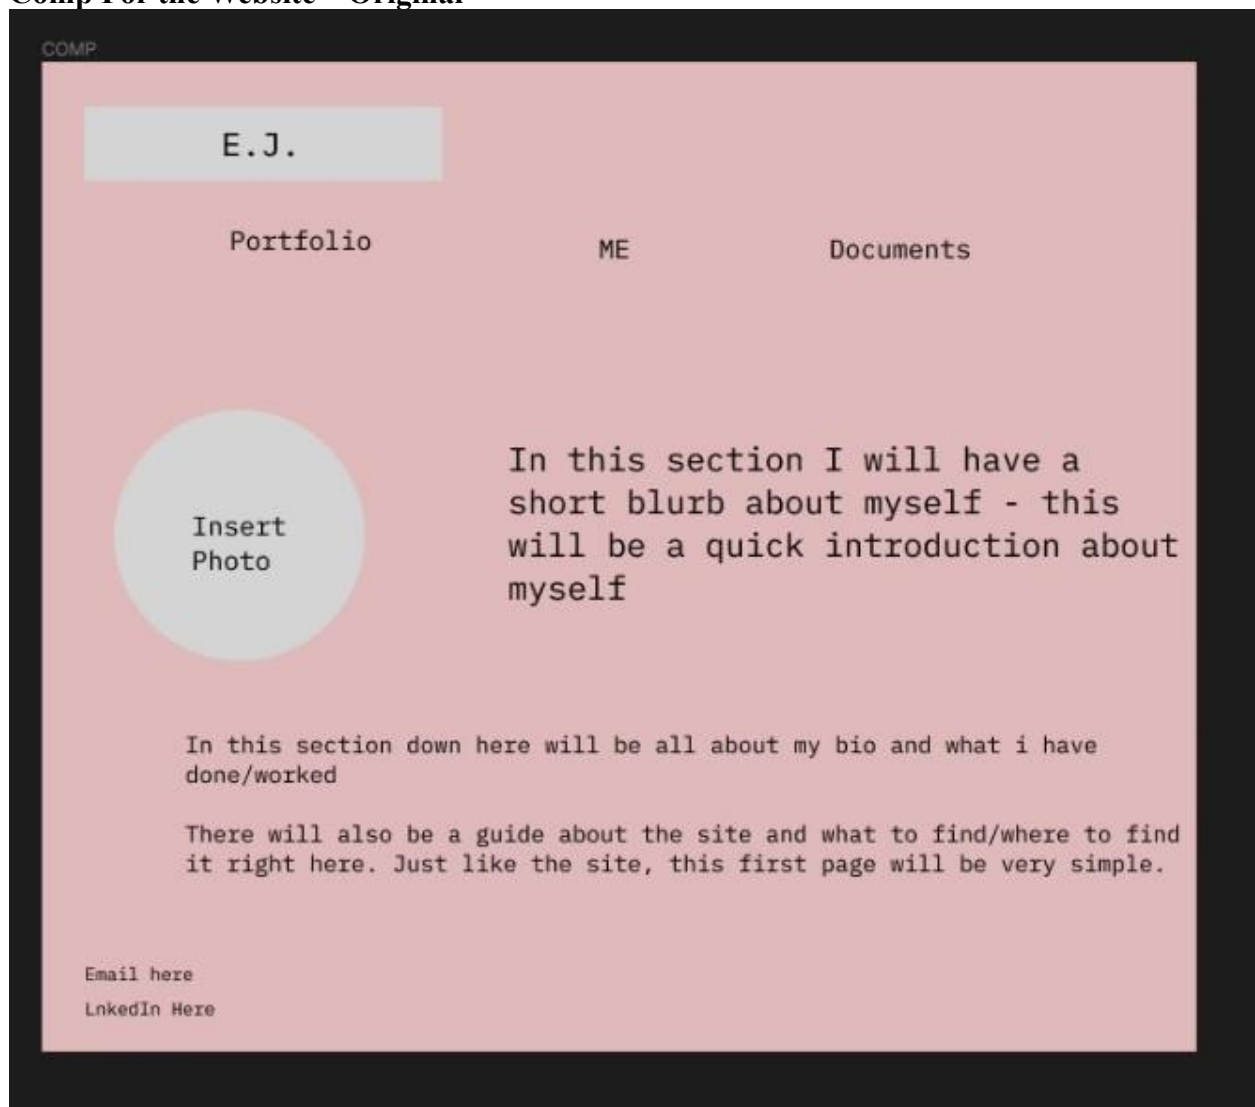 Comp For the Website – Original
COMP
E.J.
Portfolio
ME
Documents
In this section I will have a
short blurb about myself - this
will be a quick introduction about
myself
Insert
Photo
In this section down here will be all about my bio and what i have
done/worked
There will also be a guide about the site and what to find/where to find
it right here. Just like the site, this first page will be very simple.
Email here
LnkedIn Here